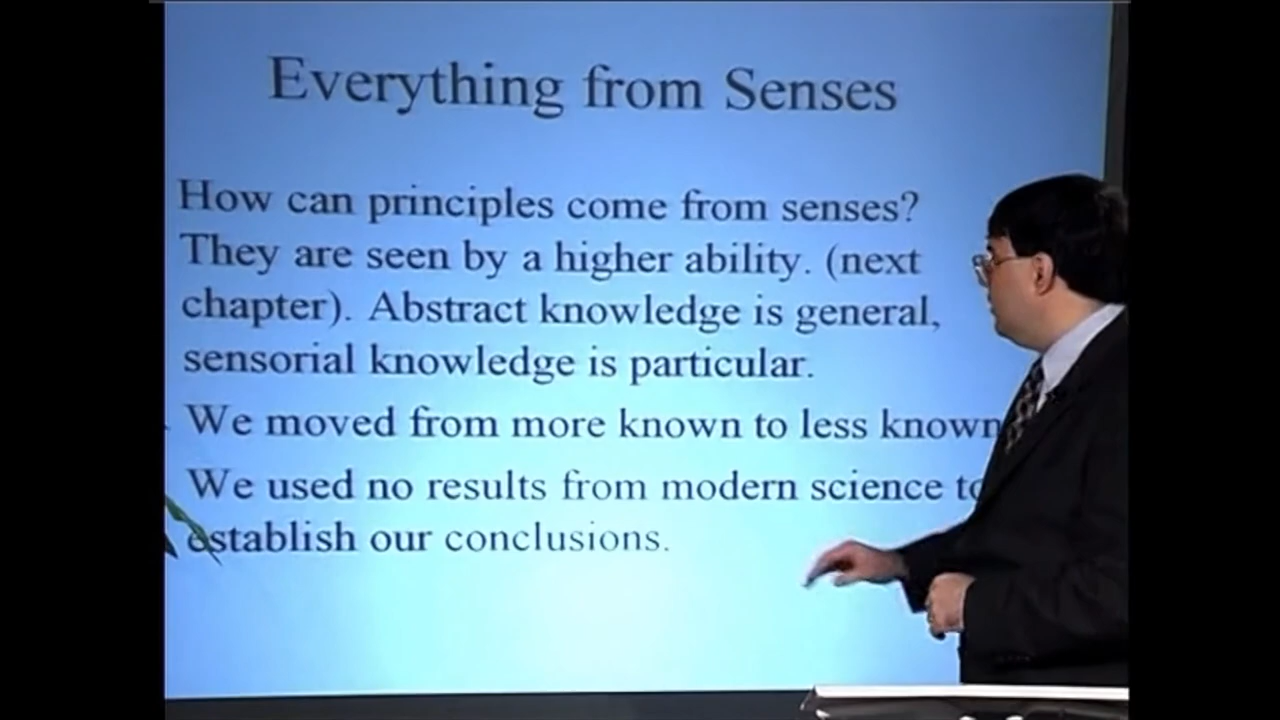 Everything from Senses
How can principles come from senses?
They are seen by a higher ability. (next
chapter). Abstract knowledge is general,
sensorial knowledge is particular.
We moved from more known to less known
We used no results from modern science to
establish our conclusions.